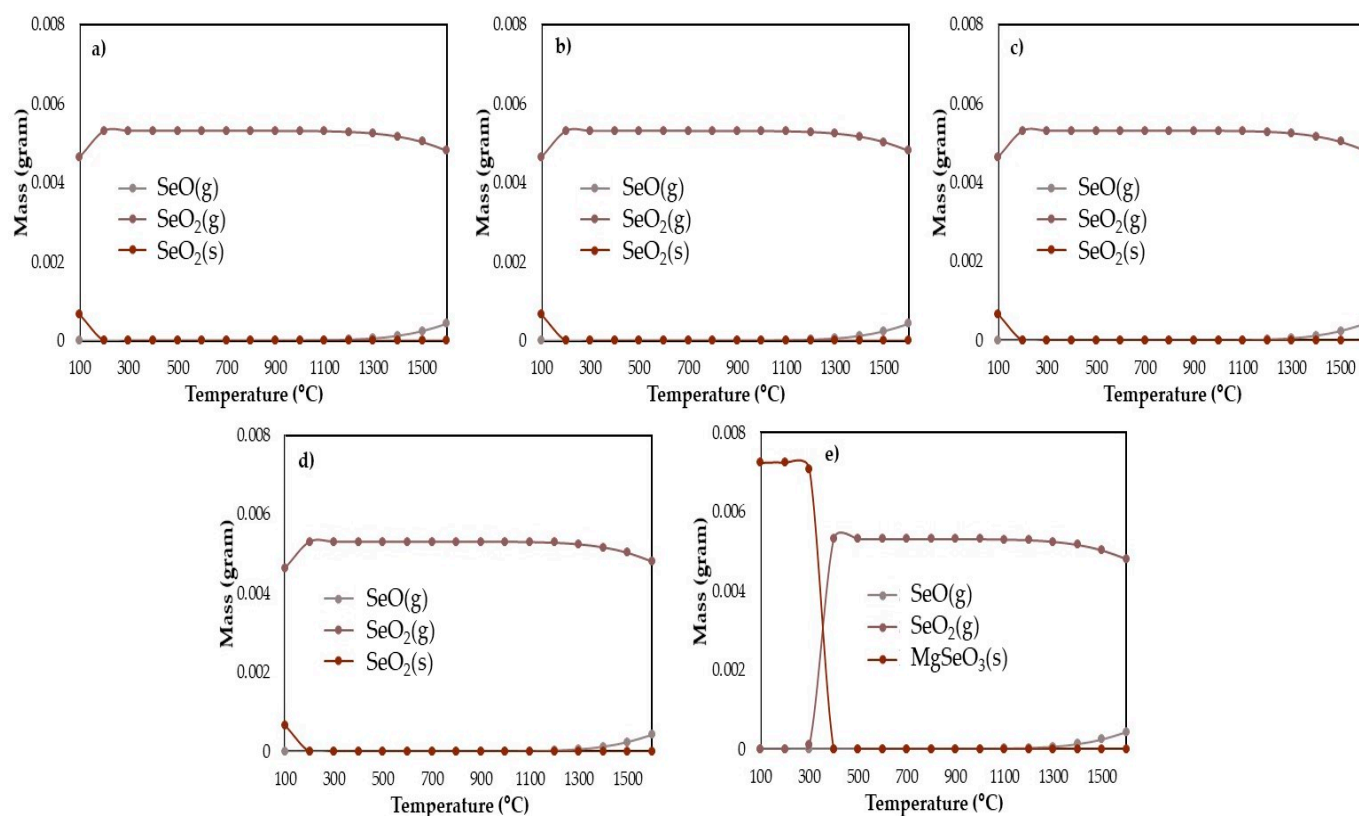 a)
Mass (gram)
0.008
0.006
0.004
0.002
0
SeO(g)
SeO₂(g)
SeO₂(s)
100 300 500 700 900 1100 1300 1500
Temperature (°C)
b)
Mass (gram)
0.008
0.006
0.004
0.002
0
SeO(g)
SeO₂(g)
SeO₂(s)
100 300 500 700 900 1100 1300 1500
Temperature (°C)
c)
Mass (gram)
0.008
0.006
0.004
0.002
0
SeO(g)
SeO₂(g)
SeO₂(s)
100 300 500 700 900 1100 1300 1500
Temperature (°C)
d)
Mass (gram)
0.008
0.006
0.004
0.002
0
SeO(g)
SeO₂(g)
SeO₂(s)
100 300 500 700 900 1100 1300 1500
Temperature (°C)
e)
Mass (gram)
0.008
0.006
0.004
0.002
0
SeO(g)
SeO₂(g)
MgSeO₃(s)
100 300 500 700 900 1100 1300 1500
Temperature (°C)